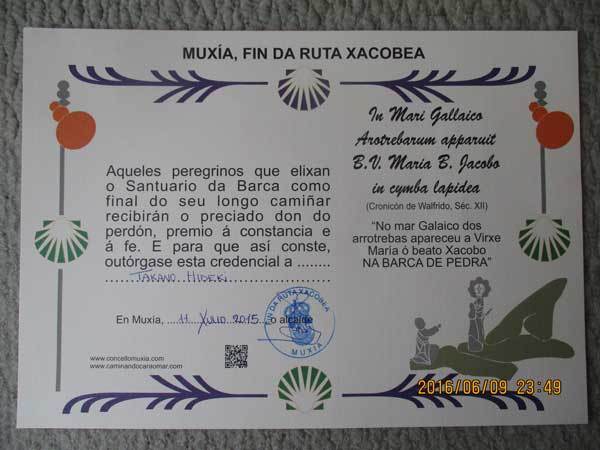 MUXÍA, FIN DA RUTA XACOBEA
Aqueles peregrinos que elixan
o Santuario da Barca como
final do seu longo camiñar
recibirán o preciado don do
perdón, premio á constancia e
á fe. E para que así conste,
outórgase esta credencial a ........
TAKANO HIDEKI
En Muxía, 11 XULIO 2015 o alcalde
FIN DA RUTA XACOBEA
MUXÍA
www.concellomuxia.com
www.caminandocaraomar.com
In Mari Gallaico
Arotrebarum apparuit
B.V. Maria B. Jacobo
in cymba lapidea
(Cronicón de Walfrido, Séc. XII)
"No mar Galaico dos
arrotrebas apareceu a Virxe
María ó beato Xacobo
NA BARCA DE PEDRA"
2016/06/09 23:49